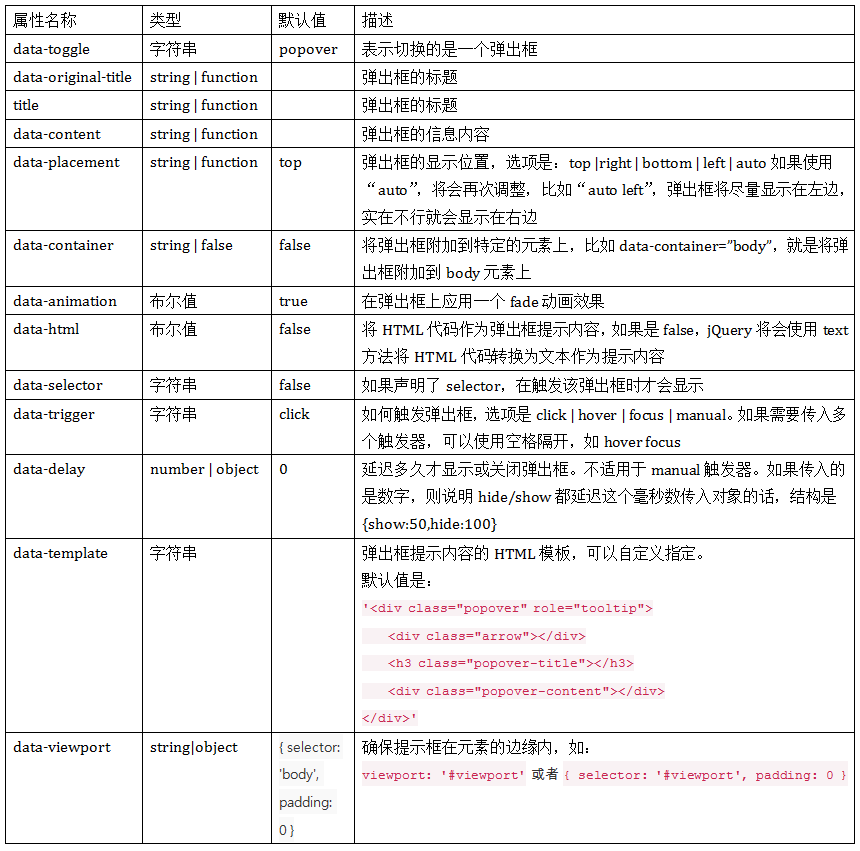 属性名称 类型 默认值 描述
data-toggle 字符串 popover 表示切换的是一个弹出框
data-original-title string | function 弹出框的标题
title string | function 弹出框的标题
data-content string | function 弹出框的信息内容
data-placement string | function top 弹出框的显示位置，选项是：top |right | bottom | left | auto 如果使用
“auto”，将会再次调整，比如“auto left”，弹出框将尽量显示在左边，
实在不行就会显示在右边
data-container string | false false 将弹出框附加到特定的元素上，比如 data-container=”body”，就是将弹
出框附加到 body 元素上
data-animation 布尔值 true 在弹出框上应用一个 fade 动画效果
data-html 布尔值 false 将 HTML 代码作为弹出框提示内容，如果是 false，jQuery 将会使用 text
方法将 HTML 代码转换为文本作为提示内容
data-selector 字符串 false 如果声明了 selector，在触发该弹出框时才会显示
data-trigger 字符串 click 如何触发弹出框，选项是 click | hover | focus | manual。如果需要传入多
个触发器，可以使用空格隔开，如 hover focus
data-delay number | object 0 延迟多久才显示或关闭弹出框。不适用于 manual 触发器。如果传入的
是数字，则说明 hide/show 都延迟这个毫秒数传入对象的话，结构是
{show:50,hide:100}
data-template 字符串 弹出框提示内容的 HTML 模板，可以自定义指定。
默认值是：
'<div class="popover" role="tooltip">
<div class="arrow"></div>
<h3 class="popover-title"></h3>
<div class="popover-content"></div>
</div>'
data-viewport string|object { selector: 确保提示框在元素的边缘内，如：
'body', viewport: '#viewport' 或者 { selector: '#viewport', padding: 0 }
padding:
0 }